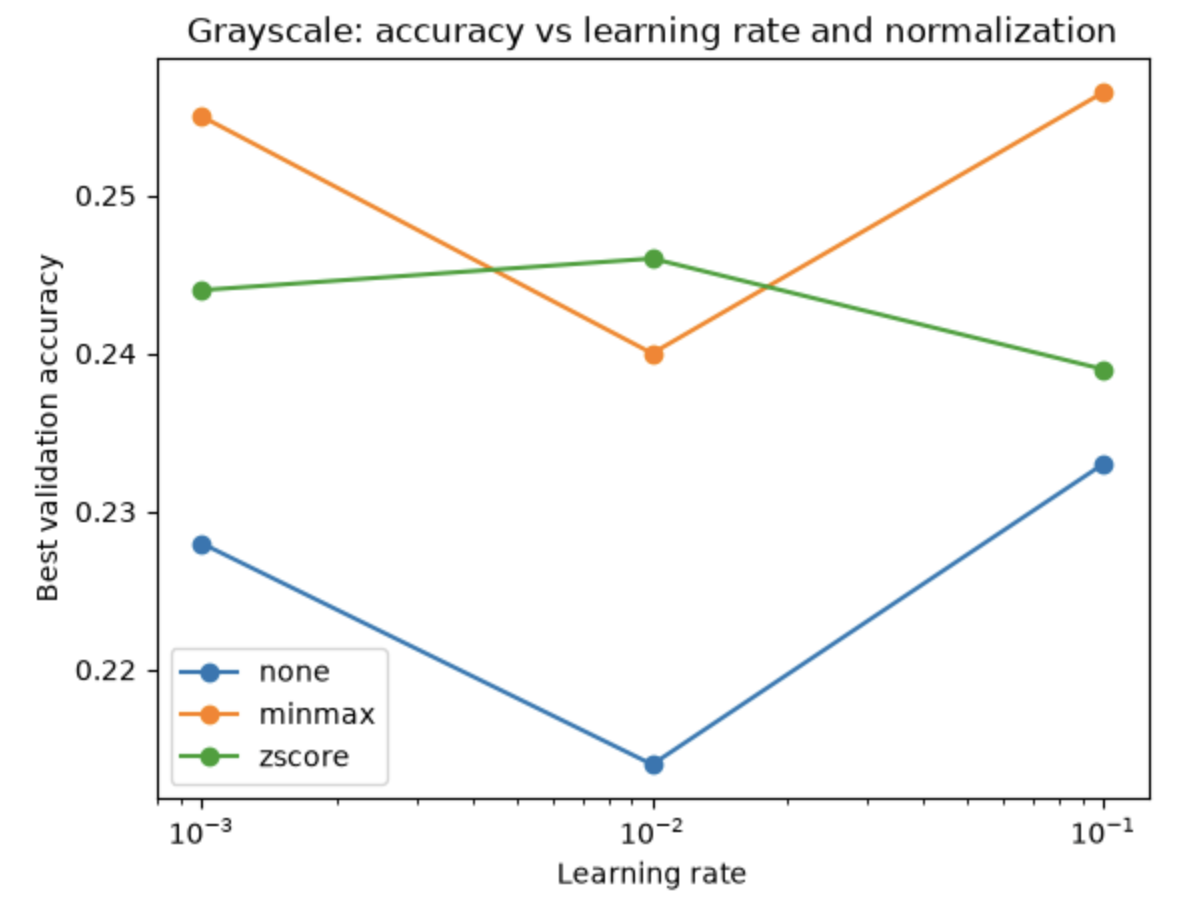 Grayscale: accuracy vs learning rate and normalization
Best validation accuracy
0.25
0.24
0.23
0.22
none
minmax
zscore
10⁻³
10⁻²
10⁻¹
Learning rate